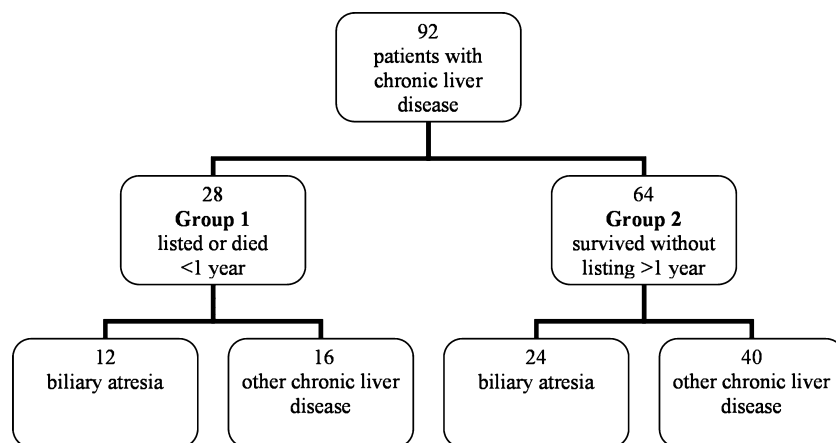 92
patients with
chronic liver
disease
28
Group 1
listed or died
<1 year
64
Group 2
survived without
listing >1 year
12
biliary atresia
16
other chronic liver
disease
24
biliary atresia
40
other chronic liver
disease